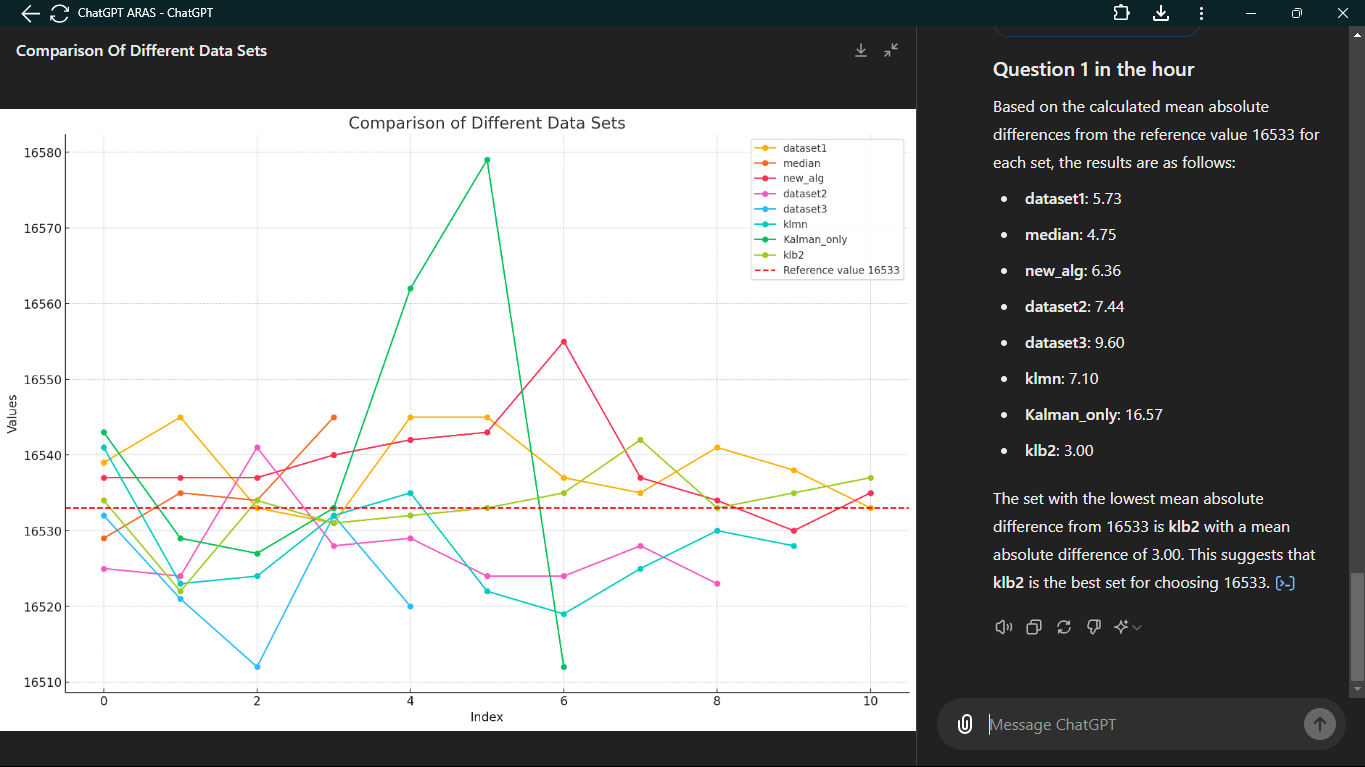 ChatGPT ARAS - ChatGPT
Comparison Of Different Data Sets
Comparison of Different Data Sets
16580
16570
16560
16550
16540
16530
16520
16510
Values
0 2 4 6 8 10
Index
dataset1
median
new_alg
dataset2
dataset3
klmn
Kalman_only
klb2
Reference value 16533
Question 1 in the hour
Based on the calculated mean absolute
differences from the reference value 16533 for
each set, the results are as follows:
• dataset1: 5.73
• median: 4.75
• new_alg: 6.36
• dataset2: 7.44
• dataset3: 9.60
• klmn: 7.10
• Kalman_only: 16.57
• klb2: 3.00
The set with the lowest mean absolute
difference from 16533 is klb2 with a mean
absolute difference of 3.00. This suggests that
klb2 is the best set for choosing 16533. [>-]
Message ChatGPT